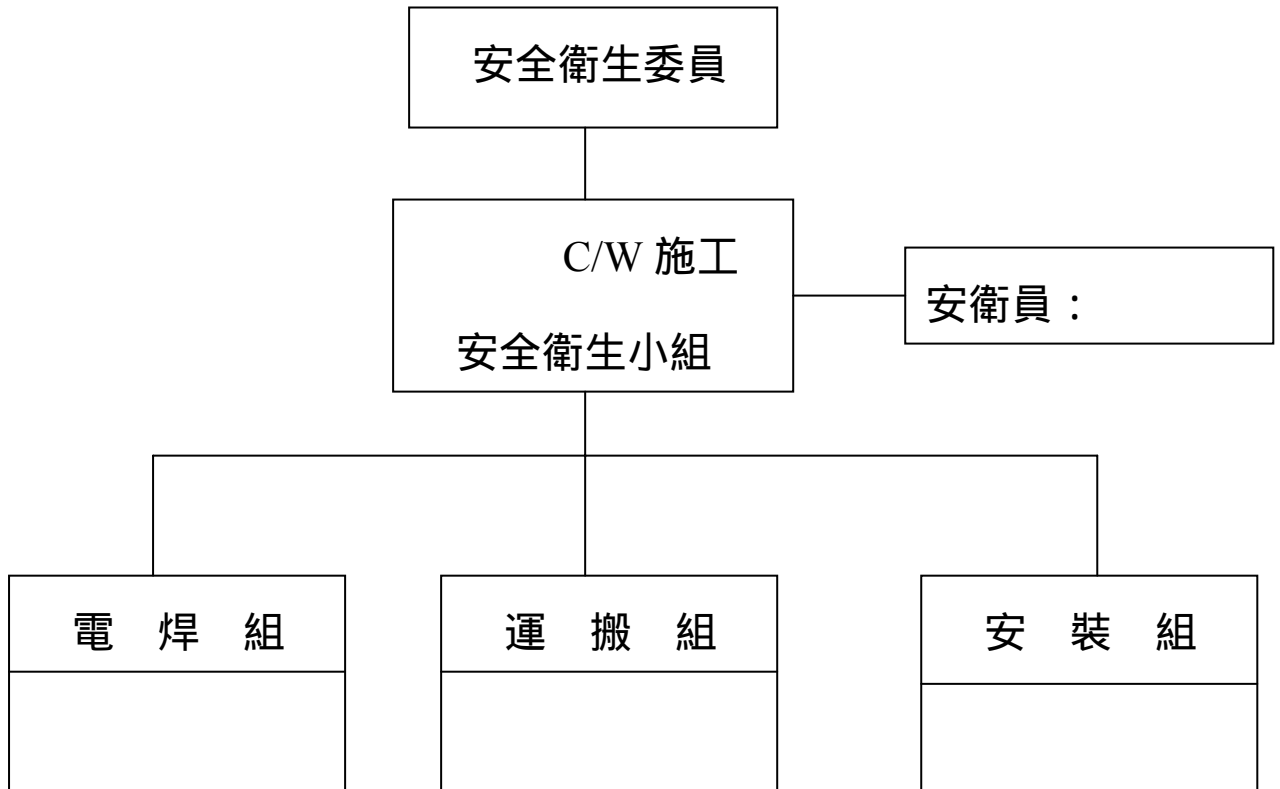 安全衛生委員
C/W 施工
安全衛生小組
安衛員：
電 焊 組
運 搬 組
安 裝 組